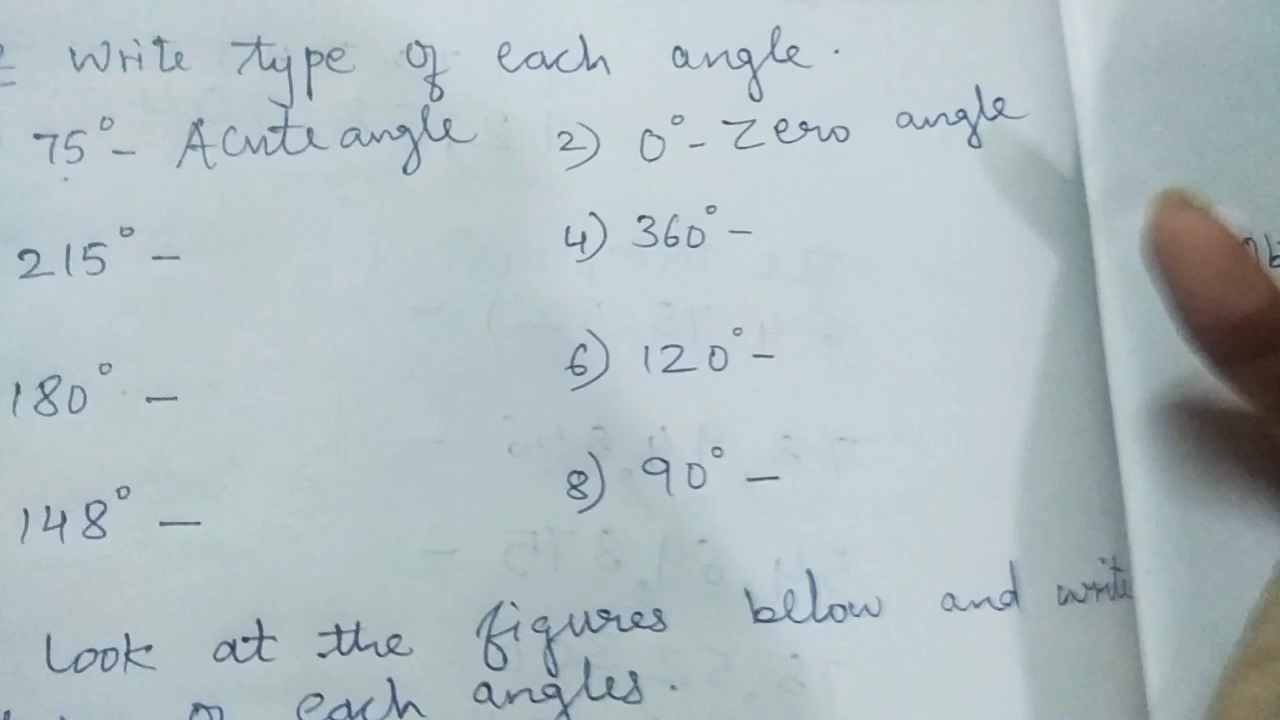 Write type of each angle.
75° - Acute angle 2) 0° - Zero angle
215° - 4) 360° -
180° - 6) 120° -
148° - 8) 90° -
Look at the figures below and write
each angles.